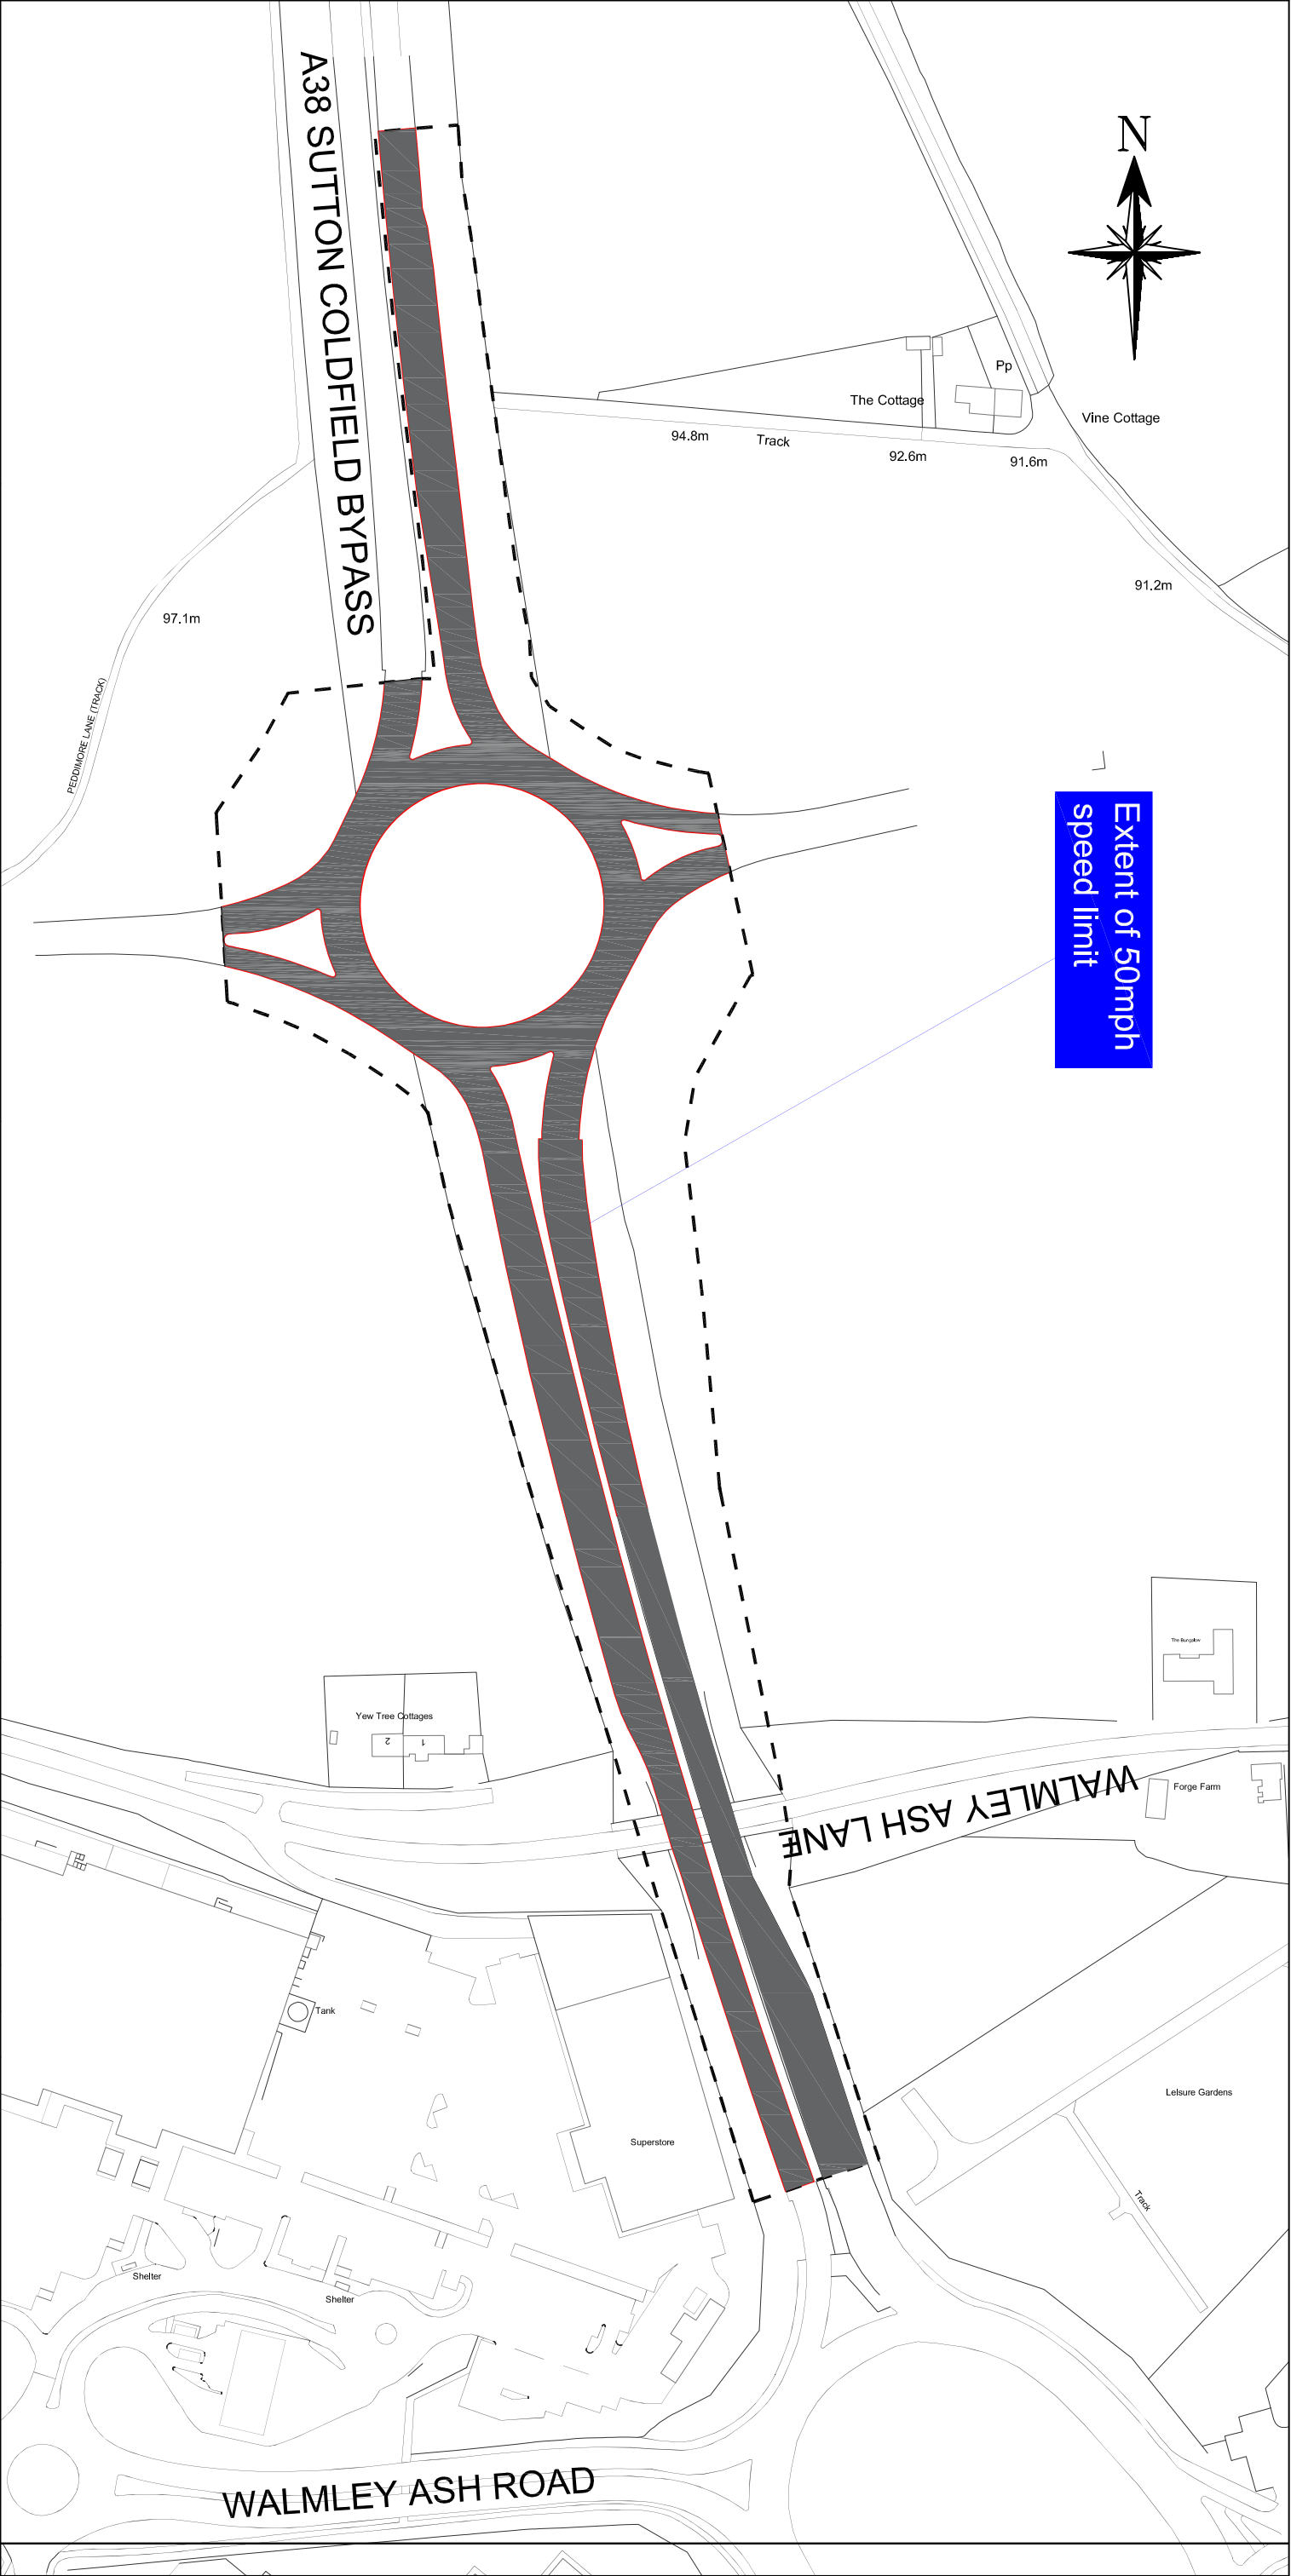 A38 SUTTON COLDFIELD BYPASS
N
Pp
The Cottage
Vine Cottage
94.8m
Track
92.6m
91.6m
91.2m
97.1m
PEDDIMORE LANE (TRACK)
Extent of 50mph
speed limit
The Bungalow
Yew Tree Cottages
2
1
WALMLEY ASH LANE
Forge Farm
Tank
Leisure Gardens
Superstore
Track
Shelter
Shelter
WALMLEY ASH ROAD